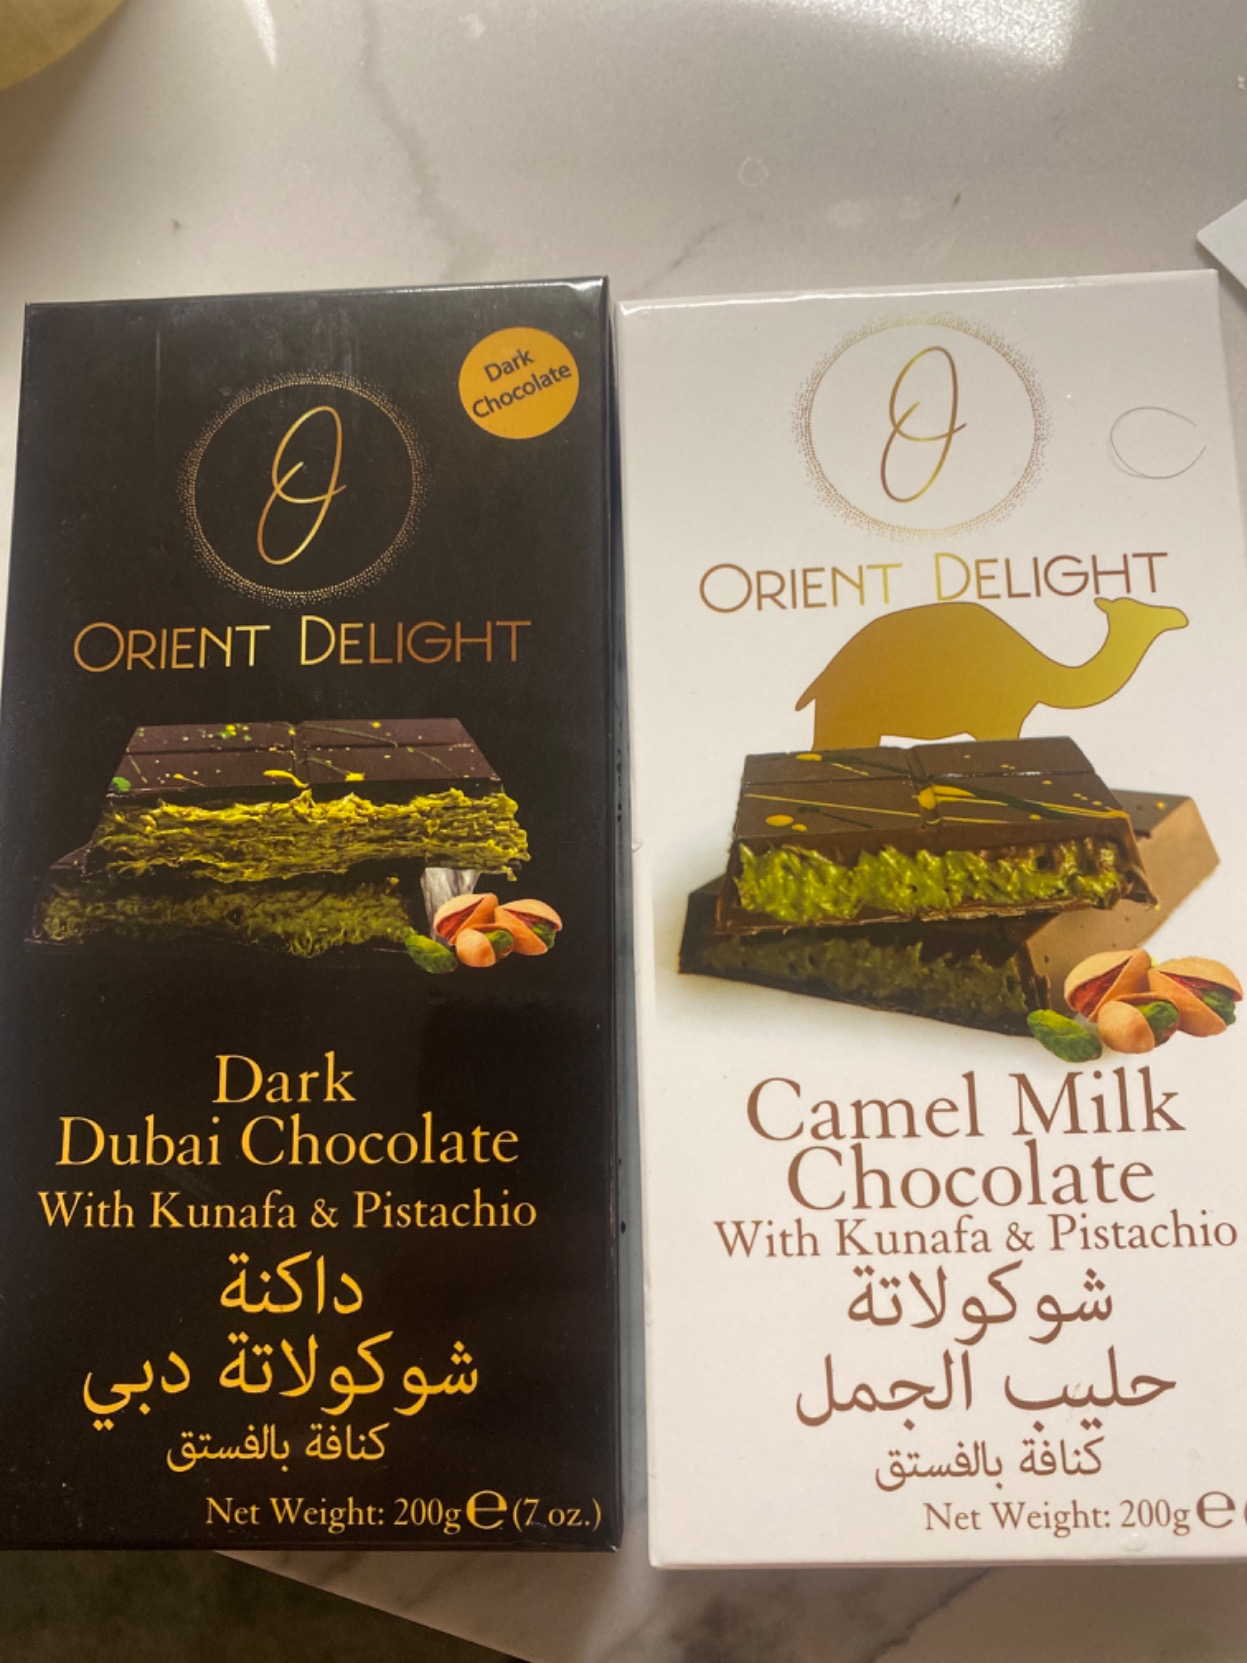 Dark
Chocolate
ORIENT DELIGHT
Dark
Dubai Chocolate
With Kunafa & Pistachio
داكنة
شوكولاتة دبي
كنافة بالفستق
Net Weight: 200g ℮ (7 oz.)
ORIENT DELIGHT
Camel Milk
Chocolate
With Kunafa & Pistachio
شوكولاتة
حليب الجمل
كنافة بالفستق
Net Weight: 200g ℮ (